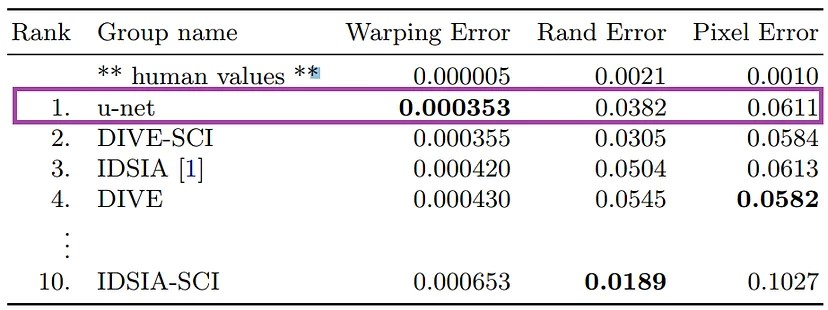 Rank Group name Warping Error Rand Error Pixel Error
** human values ** 0.000005 0.0021 0.0010
1. u-net 0.000353 0.0382 0.0611
2. DIVE-SCI 0.000355 0.0305 0.0584
3. IDSIA [1] 0.000420 0.0504 0.0613
4. DIVE 0.000430 0.0545 0.0582
⋮
10. IDSIA-SCI 0.000653 0.0189 0.1027